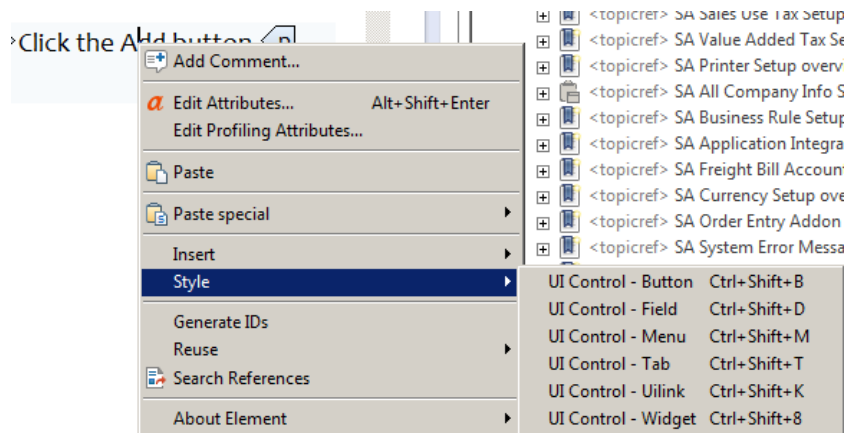 <topicref> SA Sales Use Tax Setup
Click the Add button
<topicref> SA Value Added Tax Se
<topicref> SA Printer Setup overv
<topicref> SA All Company Info S
<topicref> SA Business Rule Setup
<topicref> SA Application Integra
<topicref> SA Freight Bill Account
<topicref> SA Currency Setup ove
<topicref> SA Order Entry Addon
<topicref> SA System Error Messa
Add Comment...
Edit Attributes... Alt+Shift+Enter
Edit Profiling Attributes...
Paste
Paste special
Insert
Style
Generate IDs
Reuse
Search References
About Element
UI Control - Button Ctrl+Shift+B
UI Control - Field Ctrl+Shift+D
UI Control - Menu Ctrl+Shift+M
UI Control - Tab Ctrl+Shift+T
UI Control - Uilink Ctrl+Shift+K
UI Control - Widget Ctrl+Shift+8